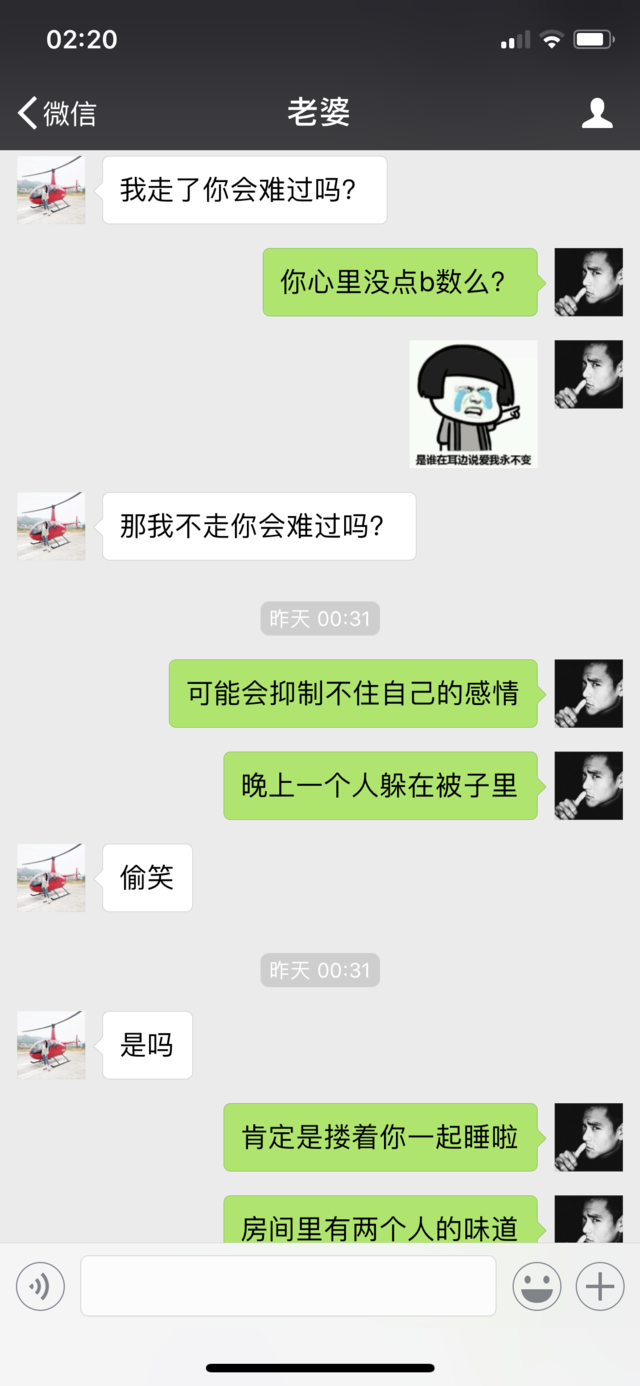 02:20
微信
老婆
我走了你会难过吗?
你心里没点b数么?
是谁在耳边说爱我永不变
那我不走你会难过吗?
昨天 00:31
可能会抑制不住自己的感情
晚上一个人躲在被子里
偷笑
昨天 00:31
是吗
肯定是搂着你一起睡啦
房间里有两个人的味道